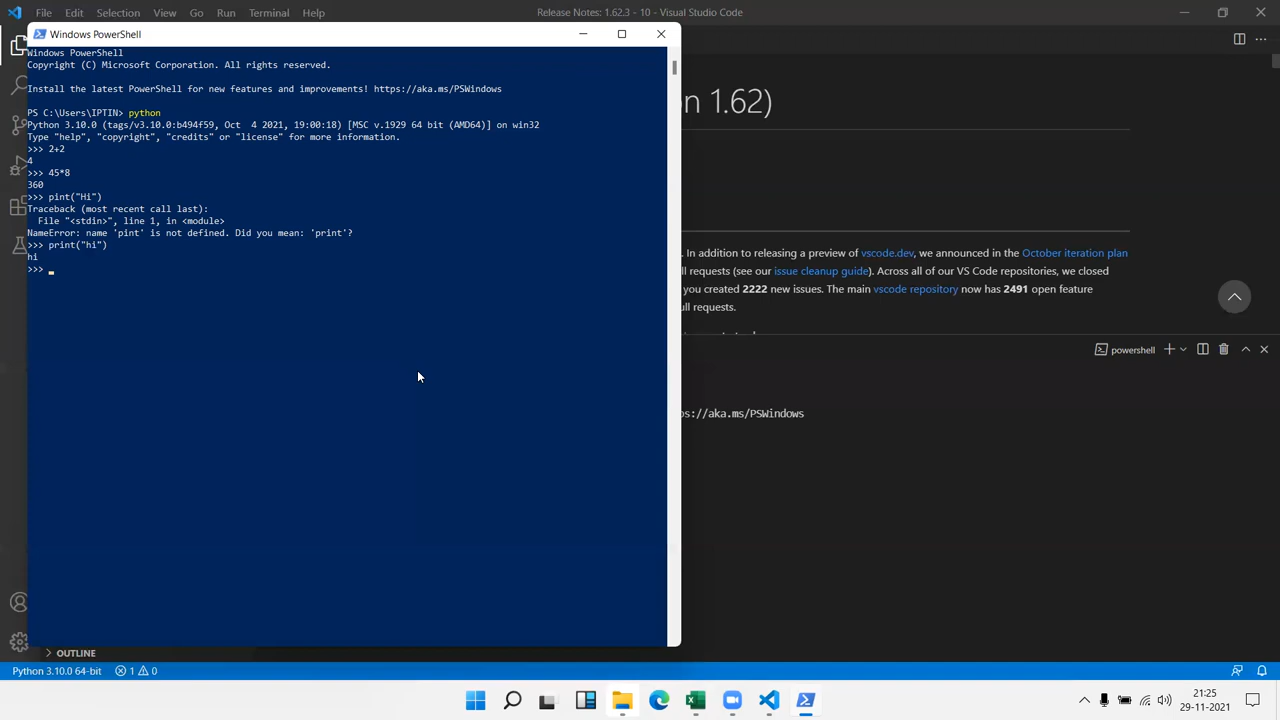 File Edit Selection View Go Run Terminal Help
Release Notes: 1.62.3 - 10 - Visual Studio Code
Windows PowerShell
Windows PowerShell
Copyright (C) Microsoft Corporation. All rights reserved.
Install the latest PowerShell for new features and improvements! https://aka.ms/PSWindows
PS C:\Users\IPTIN> python
Python 3.10.0 (tags/v3.10.0:b494f59, Oct  4 2021, 19:00:18) [MSC v.1929 64 bit (AMD64)] on win32
Type "help", "copyright", "credits" or "license" for more information.
>>> 2+2
4
>>> 45*8
360
>>> pint("Hi")
Traceback (most recent call last):
  File "<stdin>", line 1, in <module>
NameError: name 'pint' is not defined. Did you mean: 'print'?
>>> print("hi")
hi
>>>
n 1.62)
. In addition to releasing a preview of vscode.dev, we announced in the October iteration plan
ll requests (see our issue cleanup guide). Across all of our VS Code repositories, we closed
you created 2222 new issues. The main vscode repository now has 2491 open feature
ull requests.
powershell
ps://aka.ms/PSWindows
OUTLINE
Python 3.10.0 64-bit 1 0
21:25
29-11-2021